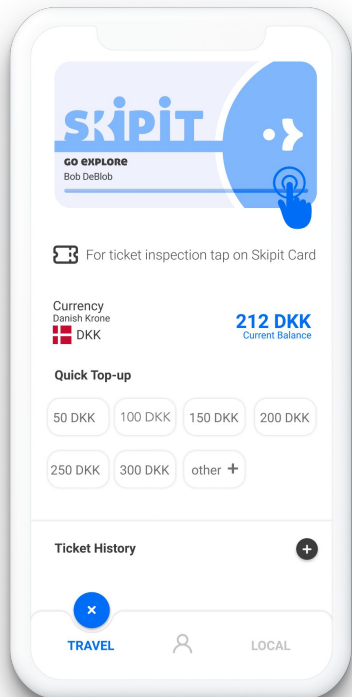 SKIPIT
GO EXPLORE
Bob DeBlob
For ticket inspection tap on Skipit Card
Currency
Danish Krone
DKK
212 DKK
Current Balance
Quick Top-up
50 DKK 100 DKK 150 DKK 200 DKK
250 DKK 300 DKK other +
Ticket History
TRAVEL LOCAL